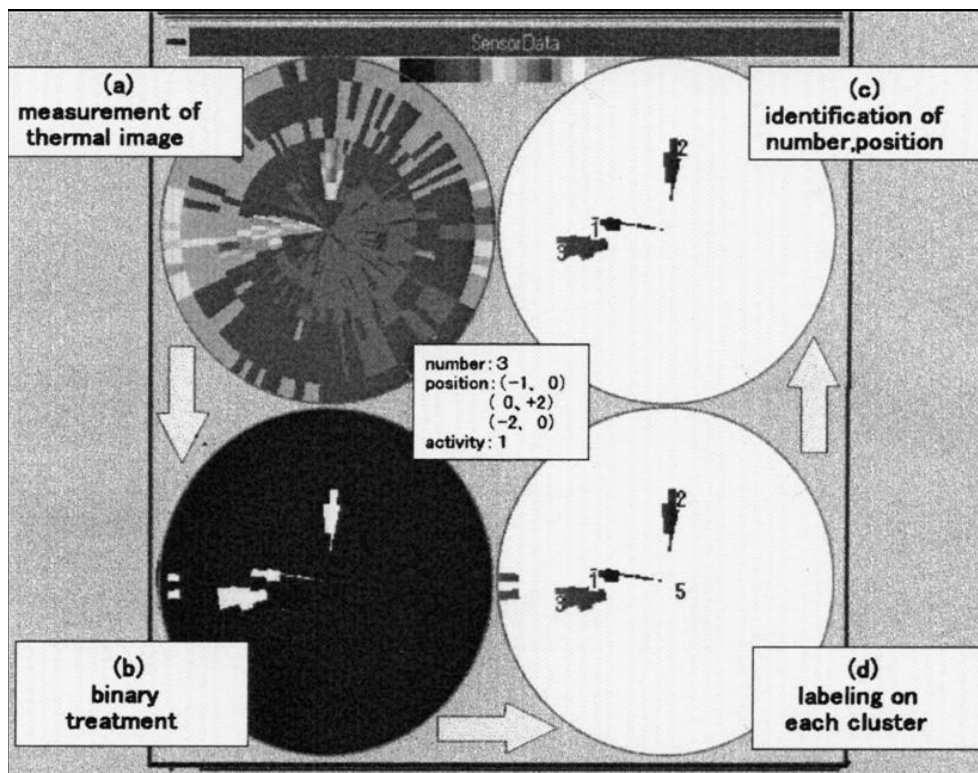 SensorData
(a)
measurement of
thermal image
(c)
identification of
number,position
2
1
3
number:3
position:(-1、 0)
( 0、+2)
(-2、 0)
activity:1
2
1
3
5
(b)
binary
treatment
(d)
labeling on
each cluster